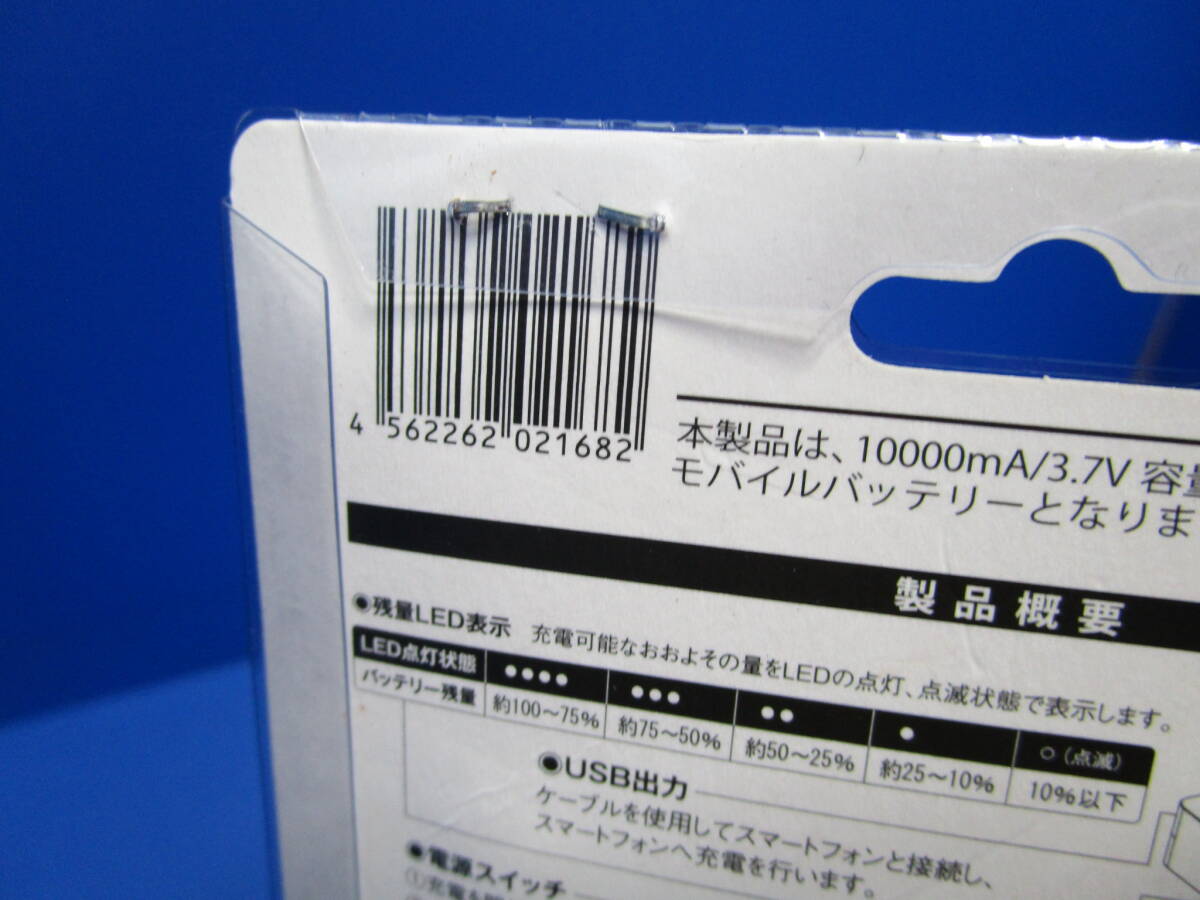 4 562262 021682
本製品は、10000mA/3.7V 容量
モバイルバッテリーとなりま
製品概要
●残量LED表示 充電可能なおおよその量をLEDの点灯、点滅状態で表示します。
LED点灯状態 ●●●● ●●● ●● ● ○(点滅)
バッテリー残量 約100～75% 約75～50% 約50～25% 約25～10% 10%以下
●USB出力
ケーブルを使用してスマートフォンと接続し、
スマートフォンへ充電を行います。
●電源スイッチ